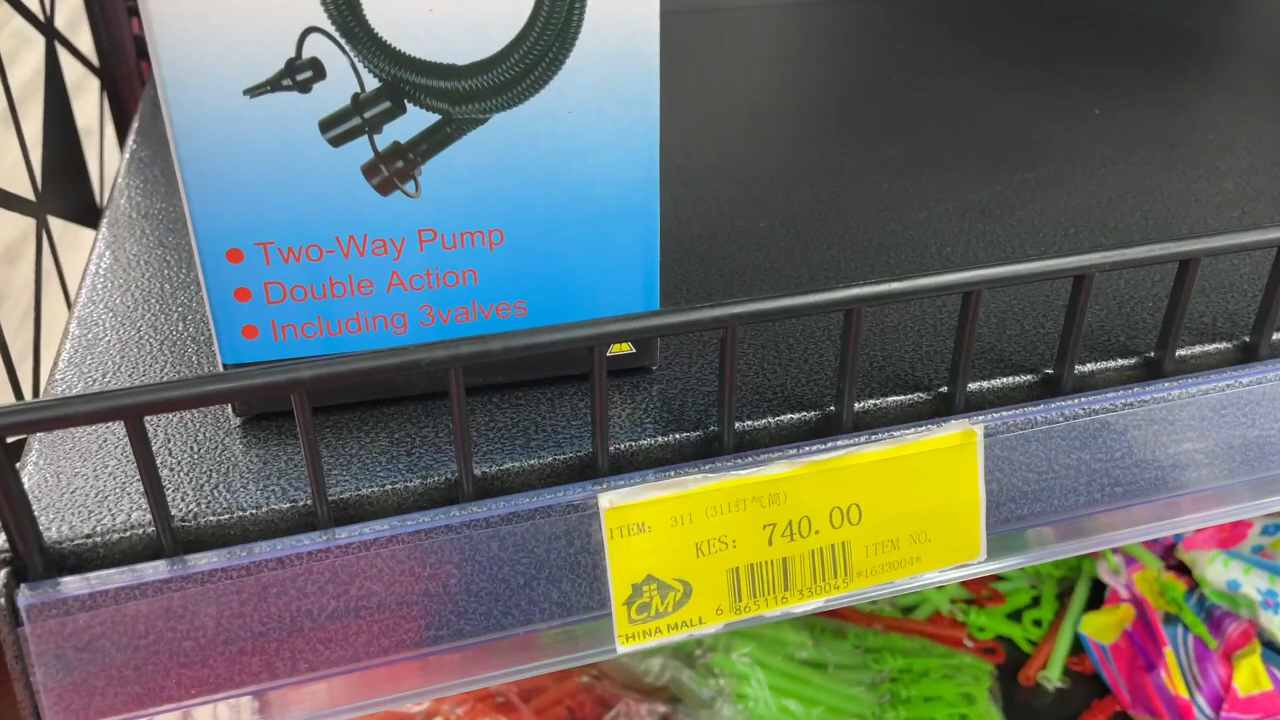 Two-Way Pump
Double Action
Including 3valves
ITEM: 311 (311打气筒)
KES: 740.00
ITEM NO.
*1633004*
6 865116 330045
CM
CHINA MALL